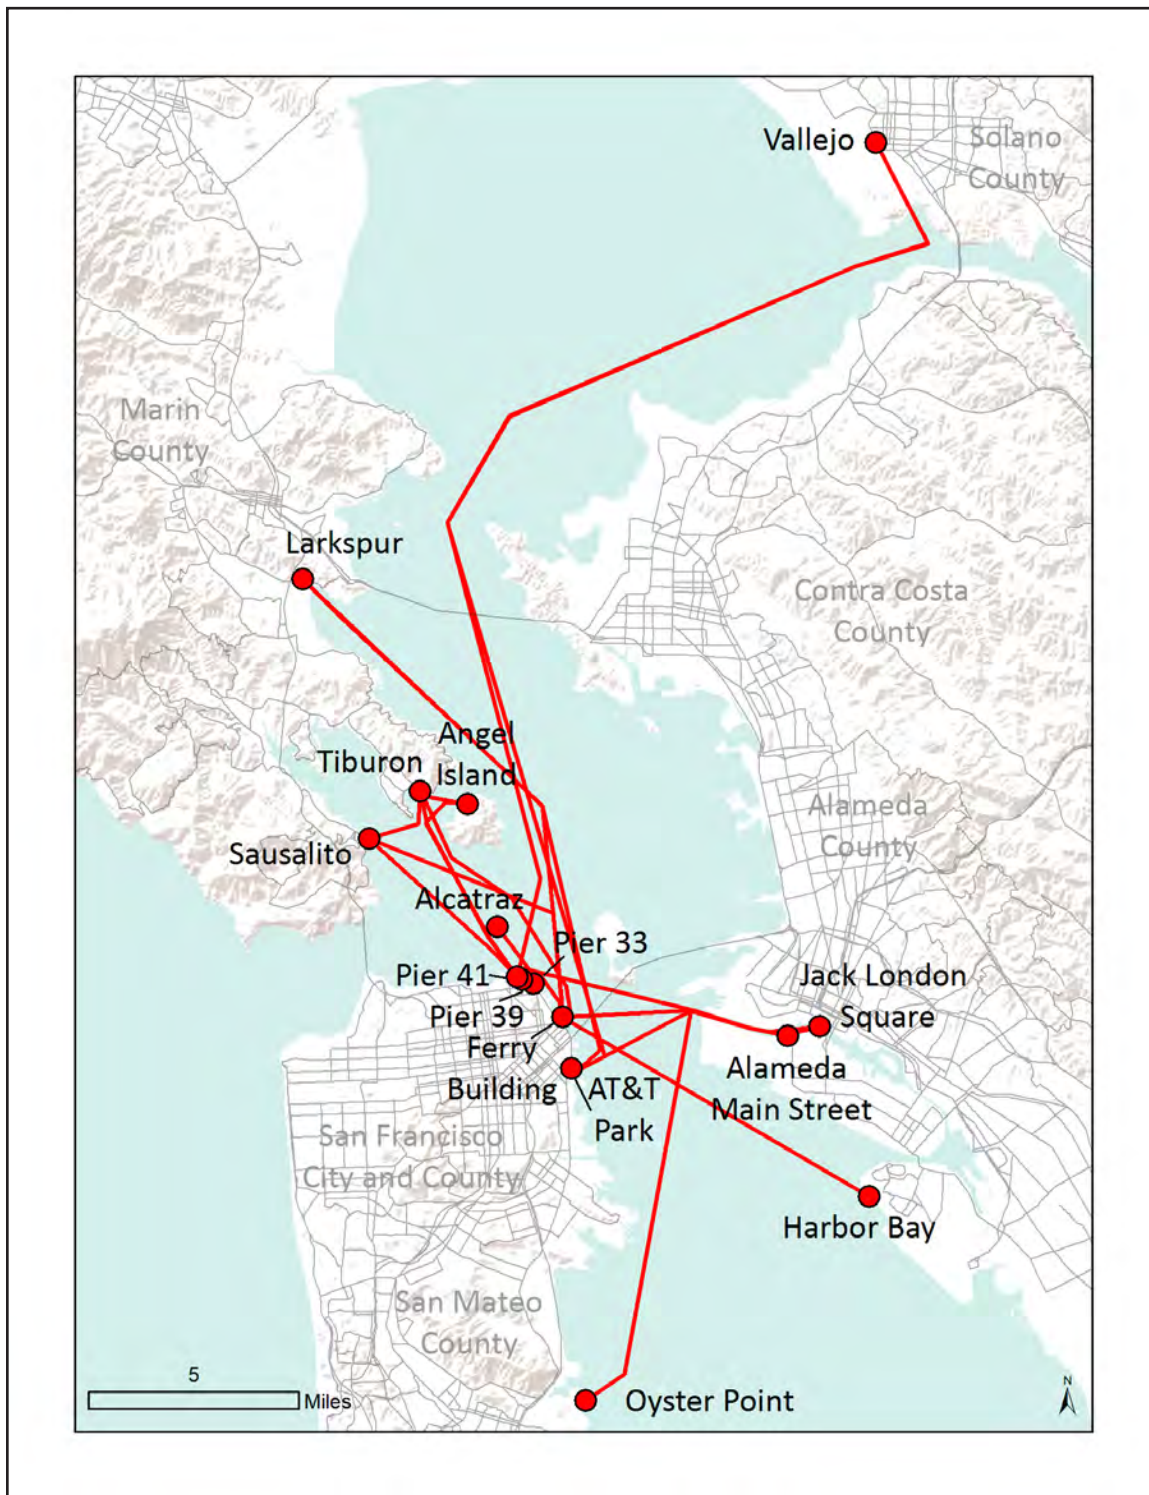 Vallejo
Solano
County
Marin
County
Larkspur
Contra Costa
County
Angel
Island
Tiburon
Alameda
County
Sausalito
Alcatraz
Pier 33
Pier 41
Jack London
Square
Pier 39
Ferry
Building
Alameda
Main Street
AT&T
Park
San Francisco
City and County
Harbor Bay
San Mateo
County
5
Miles
Oyster Point
N